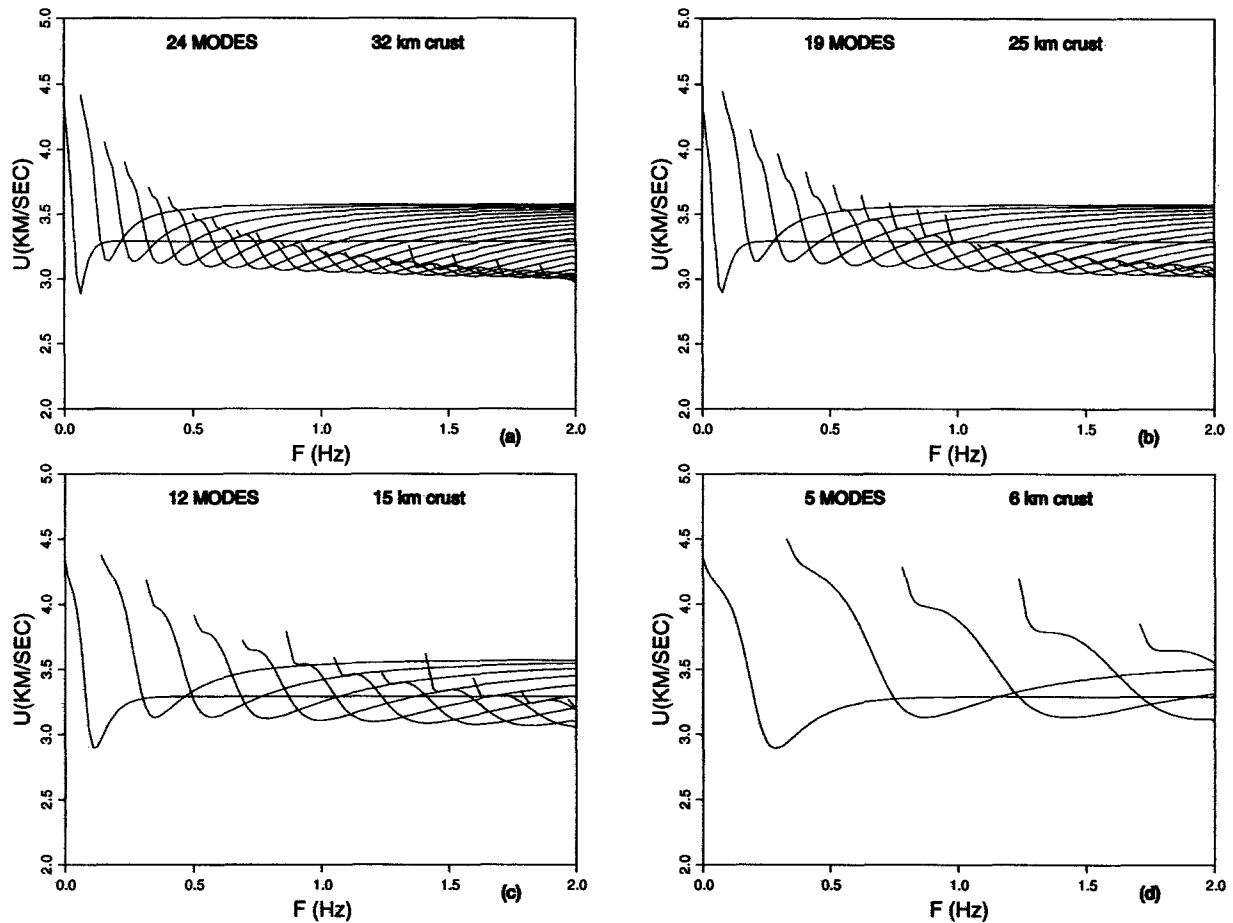 24 MODES 32 km crust
5.0
4.5
4.0
3.5
3.0
2.5
2.0
U(KM/SEC)
0.0 0.5 1.0 1.5 2.0
F (Hz)
(a)
19 MODES 25 km crust
5.0
4.5
4.0
3.5
3.0
2.5
2.0
U(KM/SEC)
0.0 0.5 1.0 1.5 2.0
F (Hz)
(b)
12 MODES 15 km crust
5.0
4.5
4.0
3.5
3.0
2.5
2.0
U(KM/SEC)
0.0 0.5 1.0 1.5 2.0
F (Hz)
(c)
5 MODES 6 km crust
5.0
4.5
4.0
3.5
3.0
2.5
2.0
U(KM/SEC)
0.0 0.5 1.0 1.5 2.0
F (Hz)
(d)